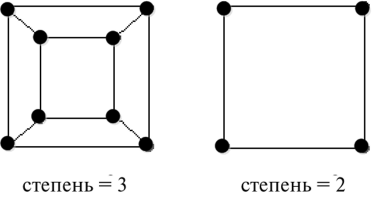 степень = 3
степень = 2